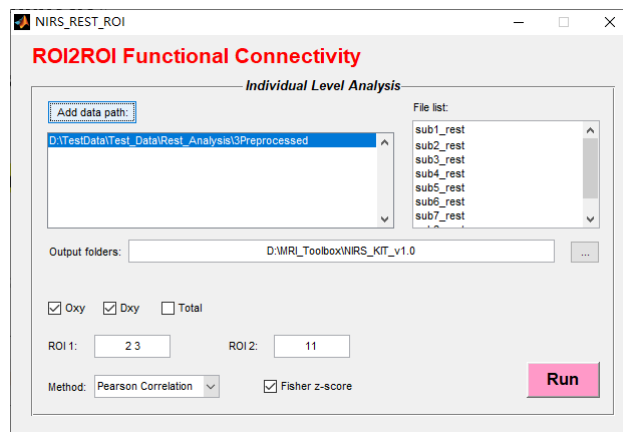 NIRS_REST_ROI
ROI2ROI Functional Connectivity
Individual Level Analysis
Add data path:
File list:
D:\TestData\Test_Data\Rest_Analysis\3Preprocessed
sub1_rest
sub2_rest
sub3_rest
sub4_rest
sub5_rest
sub6_rest
sub7_rest
Output folders: D:\MRI_Toolbox\NIRS_KIT_v1.0 ...
Oxy Dxy Total
ROI 1: 2 3 ROI 2: 11
Method: Pearson Correlation Fisher z-score Run